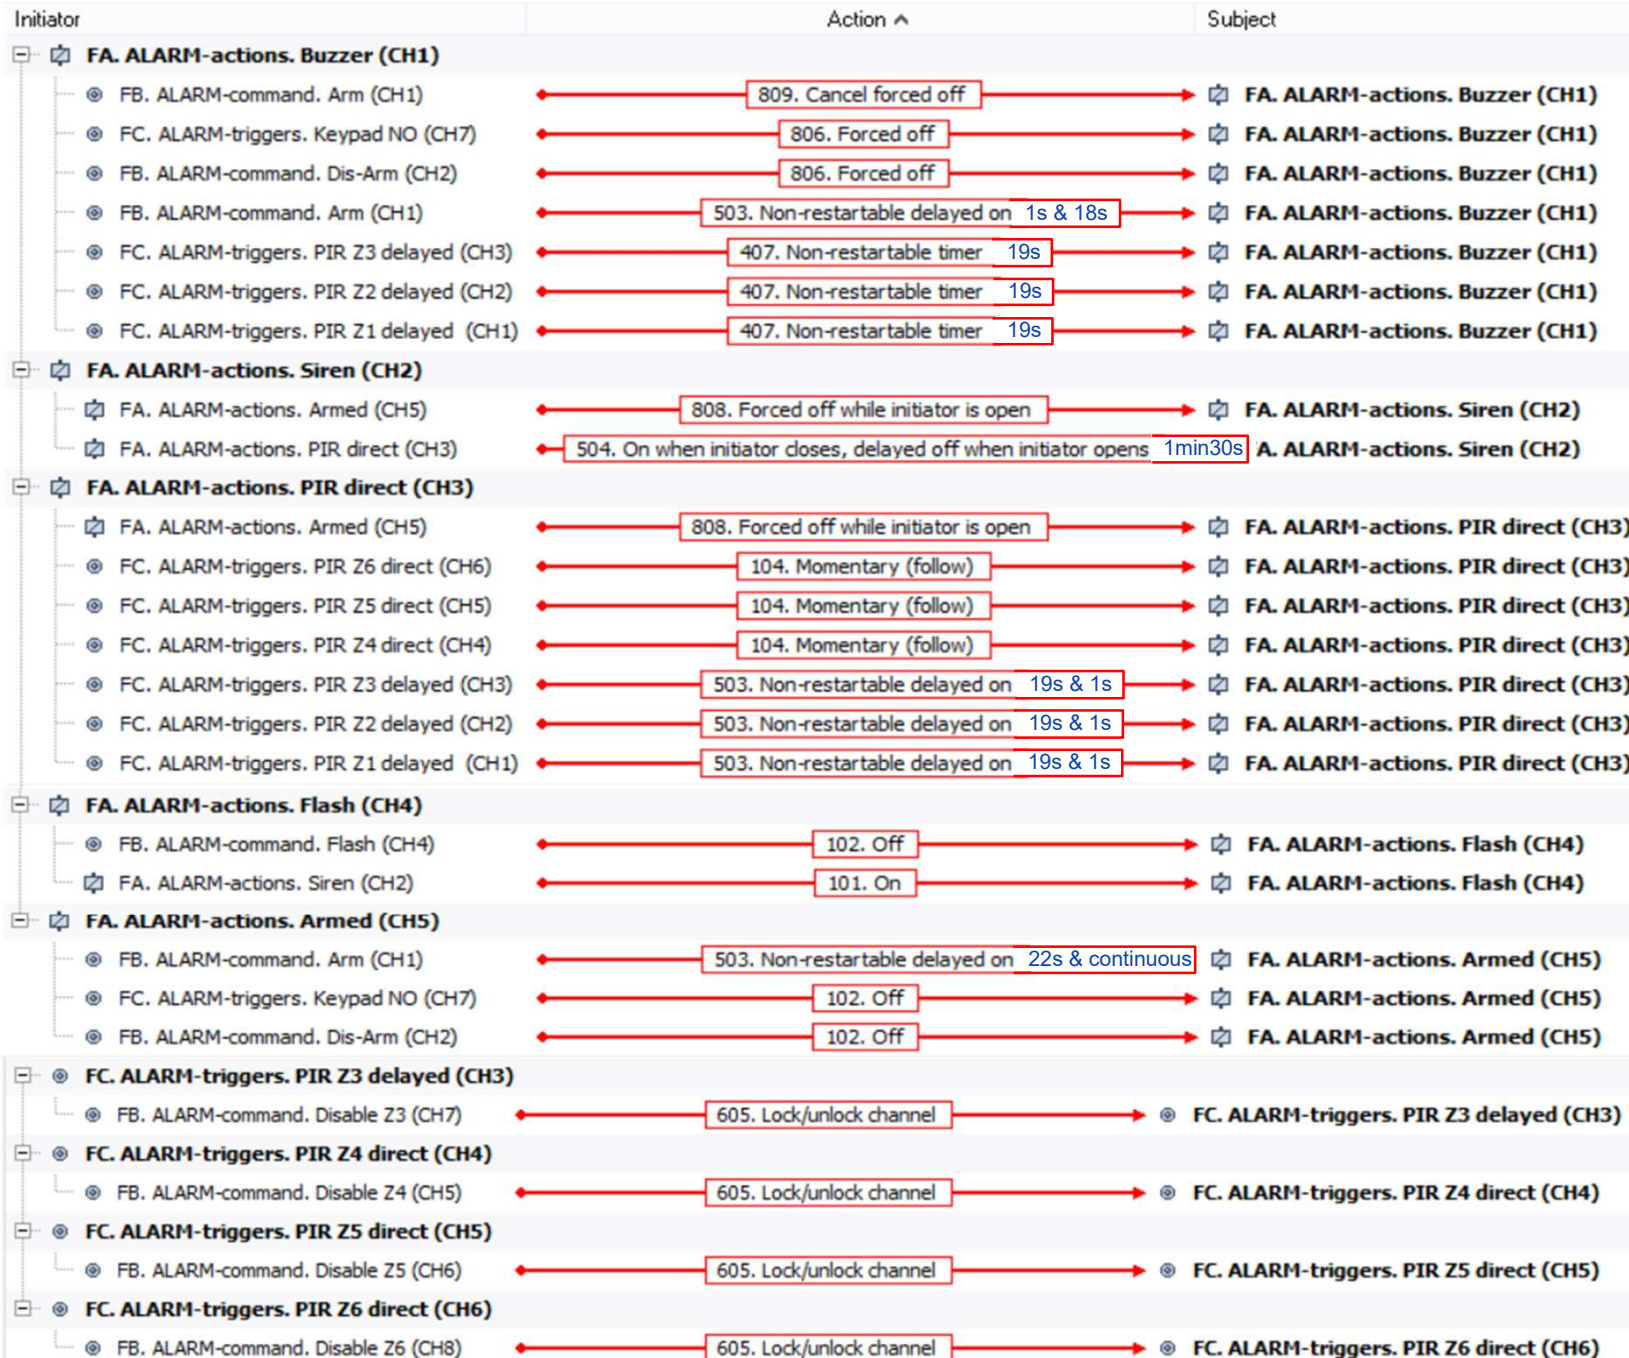 Initiator Action Subject
FA. ALARM-actions. Buzzer (CH1)
FB. ALARM-command. Arm (CH1) 809. Cancel forced off FA. ALARM-actions. Buzzer (CH1)
FC. ALARM-triggers. Keypad NO (CH7) 806. Forced off FA. ALARM-actions. Buzzer (CH1)
FB. ALARM-command. Dis-Arm (CH2) 806. Forced off FA. ALARM-actions. Buzzer (CH1)
FB. ALARM-command. Arm (CH1) 503. Non-restartable delayed on 1s & 18s FA. ALARM-actions. Buzzer (CH1)
FC. ALARM-triggers. PIR Z3 delayed (CH3) 407. Non-restartable timer 19s FA. ALARM-actions. Buzzer (CH1)
FC. ALARM-triggers. PIR Z2 delayed (CH2) 407. Non-restartable timer 19s FA. ALARM-actions. Buzzer (CH1)
FC. ALARM-triggers. PIR Z1 delayed (CH1) 407. Non-restartable timer 19s FA. ALARM-actions. Buzzer (CH1)
FA. ALARM-actions. Siren (CH2)
FA. ALARM-actions. Armed (CH5) 808. Forced off while initiator is open FA. ALARM-actions. Siren (CH2)
FA. ALARM-actions. PIR direct (CH3) 504. On when initiator closes, delayed off when initiator opens 1min30s A. ALARM-actions. Siren (CH2)
FA. ALARM-actions. PIR direct (CH3)
FA. ALARM-actions. Armed (CH5) 808. Forced off while initiator is open FA. ALARM-actions. PIR direct (CH3)
FC. ALARM-triggers. PIR Z6 direct (CH6) 104. Momentary (follow) FA. ALARM-actions. PIR direct (CH3)
FC. ALARM-triggers. PIR Z5 direct (CH5) 104. Momentary (follow) FA. ALARM-actions. PIR direct (CH3)
FC. ALARM-triggers. PIR Z4 direct (CH4) 104. Momentary (follow) FA. ALARM-actions. PIR direct (CH3)
FC. ALARM-triggers. PIR Z3 delayed (CH3) 503. Non-restartable delayed on 19s & 1s FA. ALARM-actions. PIR direct (CH3)
FC. ALARM-triggers. PIR Z2 delayed (CH2) 503. Non-restartable delayed on 19s & 1s FA. ALARM-actions. PIR direct (CH3)
FC. ALARM-triggers. PIR Z1 delayed (CH1) 503. Non-restartable delayed on 19s & 1s FA. ALARM-actions. PIR direct (CH3)
FA. ALARM-actions. Flash (CH4)
FB. ALARM-command. Flash (CH4) 102. Off FA. ALARM-actions. Flash (CH4)
FA. ALARM-actions. Siren (CH2) 101. On FA. ALARM-actions. Flash (CH4)
FA. ALARM-actions. Armed (CH5)
FB. ALARM-command. Arm (CH1) 503. Non-restartable delayed on 22s & continuous FA. ALARM-actions. Armed (CH5)
FC. ALARM-triggers. Keypad NO (CH7) 102. Off FA. ALARM-actions. Armed (CH5)
FB. ALARM-command. Dis-Arm (CH2) 102. Off FA. ALARM-actions. Armed (CH5)
FC. ALARM-triggers. PIR Z3 delayed (CH3)
FB. ALARM-command. Disable Z3 (CH7) 605. Lock/unlock channel FC. ALARM-triggers. PIR Z3 delayed (CH3)
FC. ALARM-triggers. PIR Z4 direct (CH4)
FB. ALARM-command. Disable Z4 (CH5) 605. Lock/unlock channel FC. ALARM-triggers. PIR Z4 direct (CH4)
FC. ALARM-triggers. PIR Z5 direct (CH5)
FB. ALARM-command. Disable Z5 (CH6) 605. Lock/unlock channel FC. ALARM-triggers. PIR Z5 direct (CH5)
FC. ALARM-triggers. PIR Z6 direct (CH6)
FB. ALARM-command. Disable Z6 (CH8) 605. Lock/unlock channel FC. ALARM-triggers. PIR Z6 direct (CH6)